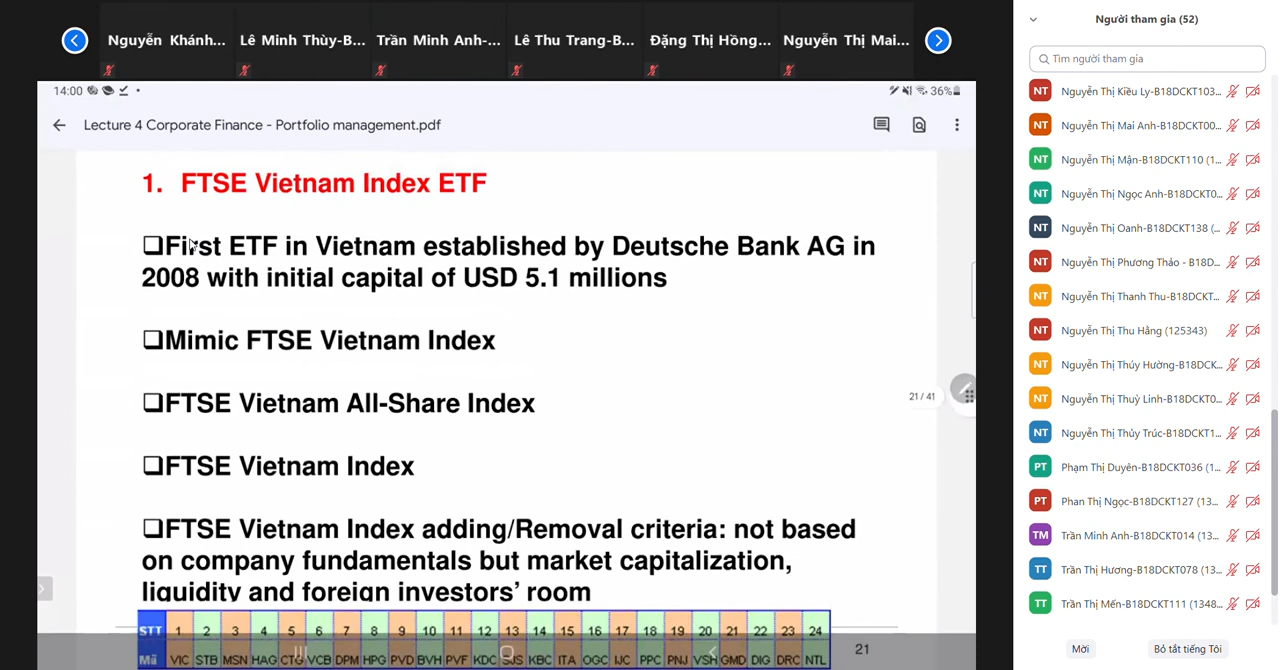 Nguyễn Khánh... Lê Minh Thùy-B... Trần Minh Anh-... Lê Thu Trang-B... Đặng Thị Hồng... Nguyễn Thị Mai...
14:00
36%
Lecture 4 Corporate Finance - Portfolio management.pdf
1. FTSE Vietnam Index ETF
❑First ETF in Vietnam established by Deutsche Bank AG in
2008 with initial capital of USD 5.1 millions
❑Mimic FTSE Vietnam Index
❑FTSE Vietnam All-Share Index
21 / 41
❑FTSE Vietnam Index
❑FTSE Vietnam Index adding/Removal criteria: not based
on company fundamentals but market capitalization,
liquidity and foreign investors’ room
STT 1 2 3 4 5 6 7 8 9 10 11 12 13 14 15 16 17 18 19 20 21 22 23 24
Mã VIC STB MSN HAG CTG VCB DPM HPG PVD BVH PVF KDC SJS KBC ITA OGC IJC PPC PNJ VSH GMD DIG DRC NTL
21
Người tham gia (52)
Tìm người tham gia
NT Nguyễn Thị Kiều Ly-B18DCKT103...
NT Nguyễn Thị Mai Anh-B18DCKT00...
NT Nguyễn Thị Mận-B18DCKT110 (1...
NT Nguyễn Thị Ngọc Anh-B18DCKT0...
NT Nguyễn Thị Oanh-B18DCKT138 (...
NT Nguyễn Thị Phương Thảo - B18D...
NT Nguyễn Thị Thanh Thu-B18DCKT...
NT Nguyễn Thị Thu Hằng (125343)
NT Nguyễn Thị Thúy Hường-B18DCK...
NT Nguyễn Thị Thuỳ Linh-B18DCKT0...
NT Nguyễn Thị Thủy Trúc-B18DCKT1...
PT Phạm Thị Duyên-B18DCKT036 (1...
PT Phan Thị Ngọc-B18DCKT127 (13...
TM Trần Minh Anh-B18DCKT014 (13...
TT Trần Thị Hương-B18DCKT078 (13...
TT Trần Thị Mến-B18DCKT111 (1348...
Mời Bỏ tắt tiếng Tôi